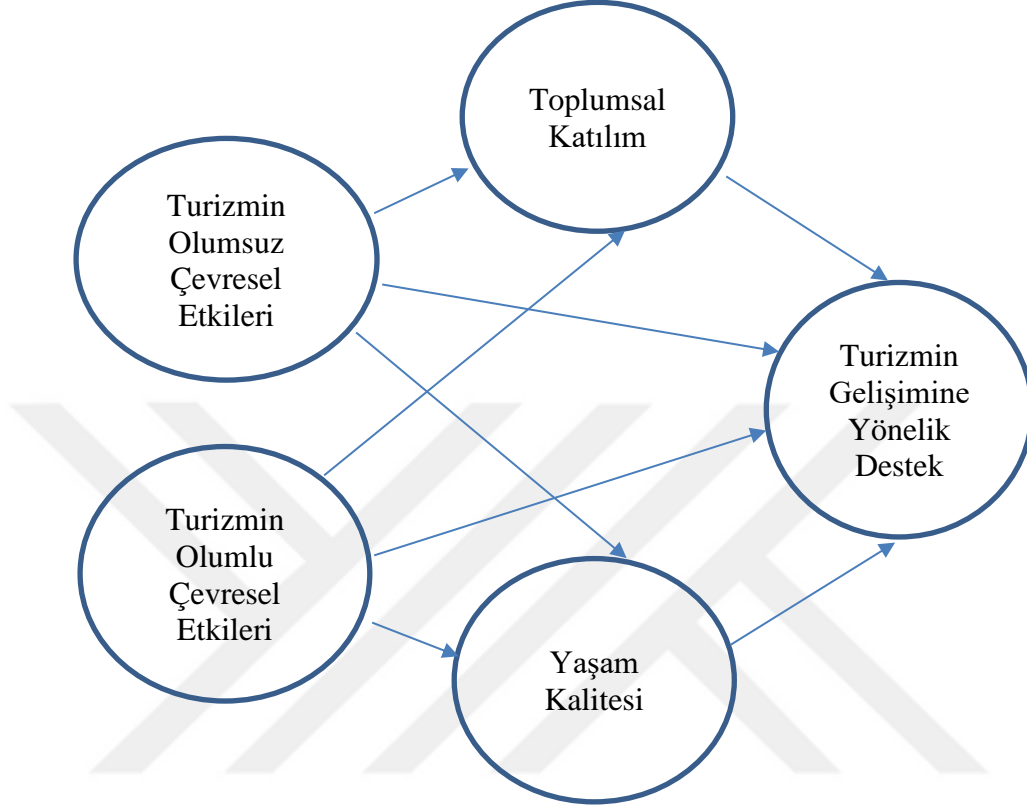 Toplumsal
Katılım
Turizmin
Olumsuz
Çevresel
Etkileri
Turizmin
Gelişimine
Yönelik
Destek
Turizmin
Olumlu
Çevresel
Etkileri
Yaşam
Kalitesi